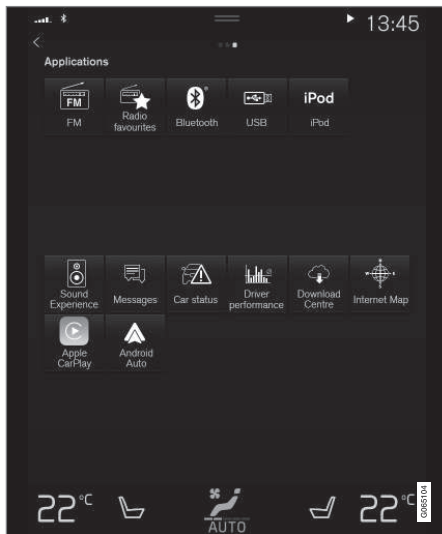 13:45
Applications
FM
iPod
FM
Radio
favourites
Bluetooth
USB
iPod
Sound
Experience
Messages
Car status
Driver
performance
Download
Centre
Internet Map
Apple
CarPlay
Android
Auto
22°C
AUTO
22°C
G065104